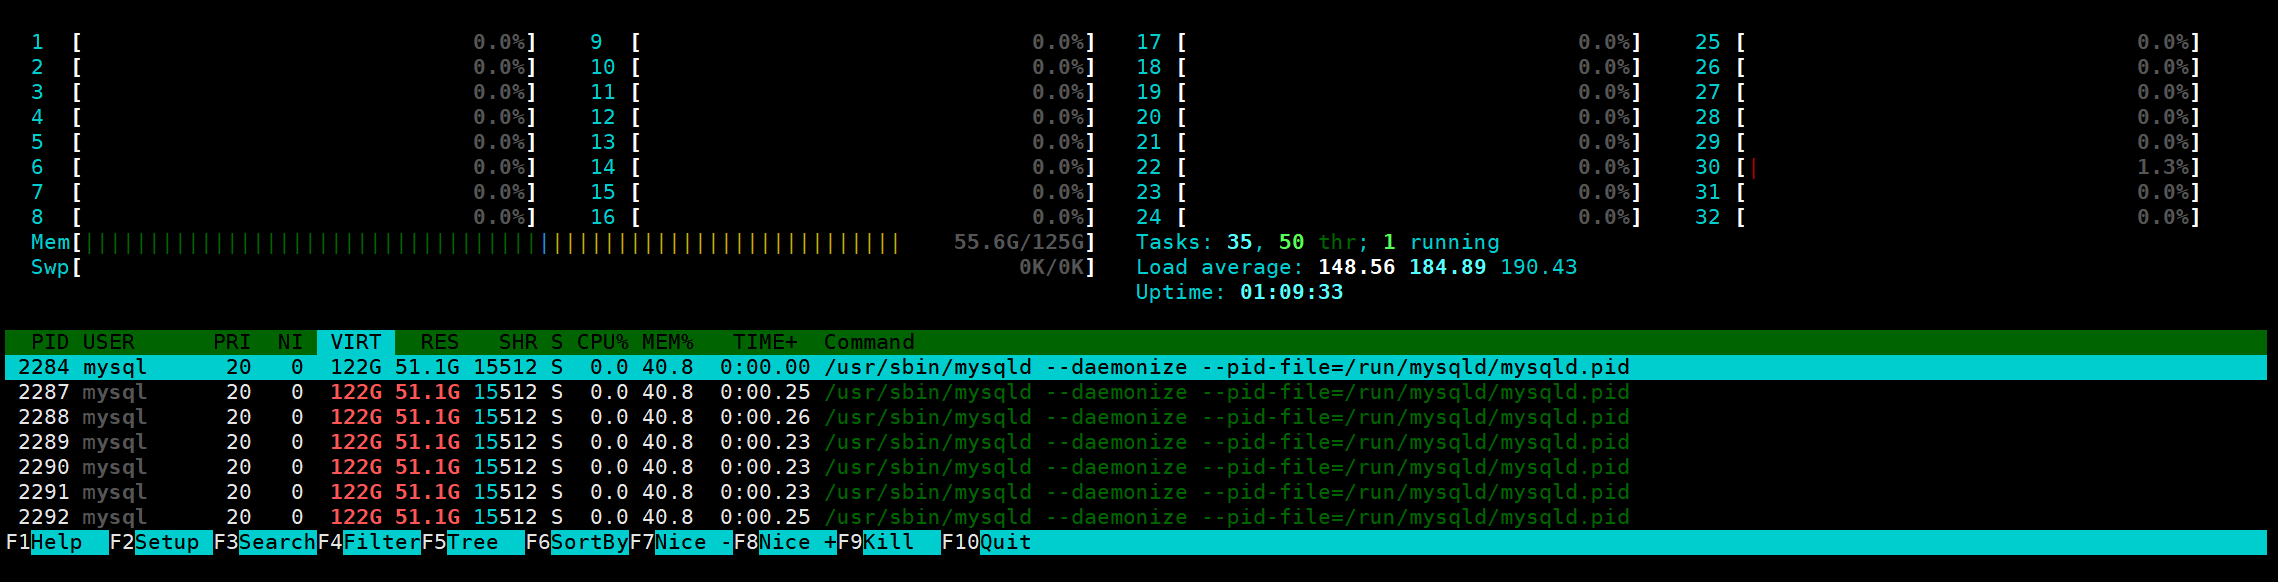 1 [ 0.0%] 9 [ 0.0%] 17 [ 0.0%] 25 [ 0.0%]
2 [ 0.0%] 10 [ 0.0%] 18 [ 0.0%] 26 [ 0.0%]
3 [ 0.0%] 11 [ 0.0%] 19 [ 0.0%] 27 [ 0.0%]
4 [ 0.0%] 12 [ 0.0%] 20 [ 0.0%] 28 [ 0.0%]
5 [ 0.0%] 13 [ 0.0%] 21 [ 0.0%] 29 [ 0.0%]
6 [ 0.0%] 14 [ 0.0%] 22 [ 0.0%] 30 [| 1.3%]
7 [ 0.0%] 15 [ 0.0%] 23 [ 0.0%] 31 [ 0.0%]
8 [ 0.0%] 16 [ 0.0%] 24 [ 0.0%] 32 [ 0.0%]
Mem[||||||||||||||||||||||||||||||||||||||||||||||||||||||||||||||| 55.6G/125G] Tasks: 35, 50 thr; 1 running
Swp[ 0K/0K] Load average: 148.56 184.89 190.43
Uptime: 01:09:33
PID USER PRI NI VIRT RES SHR S CPU% MEM% TIME+ Command
2284 mysql 20 0 122G 51.1G 15512 S 0.0 40.8 0:00.00 /usr/sbin/mysqld --daemonize --pid-file=/run/mysqld/mysqld.pid
2287 mysql 20 0 122G 51.1G 15512 S 0.0 40.8 0:00.25 /usr/sbin/mysqld --daemonize --pid-file=/run/mysqld/mysqld.pid
2288 mysql 20 0 122G 51.1G 15512 S 0.0 40.8 0:00.26 /usr/sbin/mysqld --daemonize --pid-file=/run/mysqld/mysqld.pid
2289 mysql 20 0 122G 51.1G 15512 S 0.0 40.8 0:00.23 /usr/sbin/mysqld --daemonize --pid-file=/run/mysqld/mysqld.pid
2290 mysql 20 0 122G 51.1G 15512 S 0.0 40.8 0:00.23 /usr/sbin/mysqld --daemonize --pid-file=/run/mysqld/mysqld.pid
2291 mysql 20 0 122G 51.1G 15512 S 0.0 40.8 0:00.23 /usr/sbin/mysqld --daemonize --pid-file=/run/mysqld/mysqld.pid
2292 mysql 20 0 122G 51.1G 15512 S 0.0 40.8 0:00.25 /usr/sbin/mysqld --daemonize --pid-file=/run/mysqld/mysqld.pid
F1Help F2Setup F3SearchF4FilterF5Tree F6SortByF7Nice -F8Nice +F9Kill F10Quit